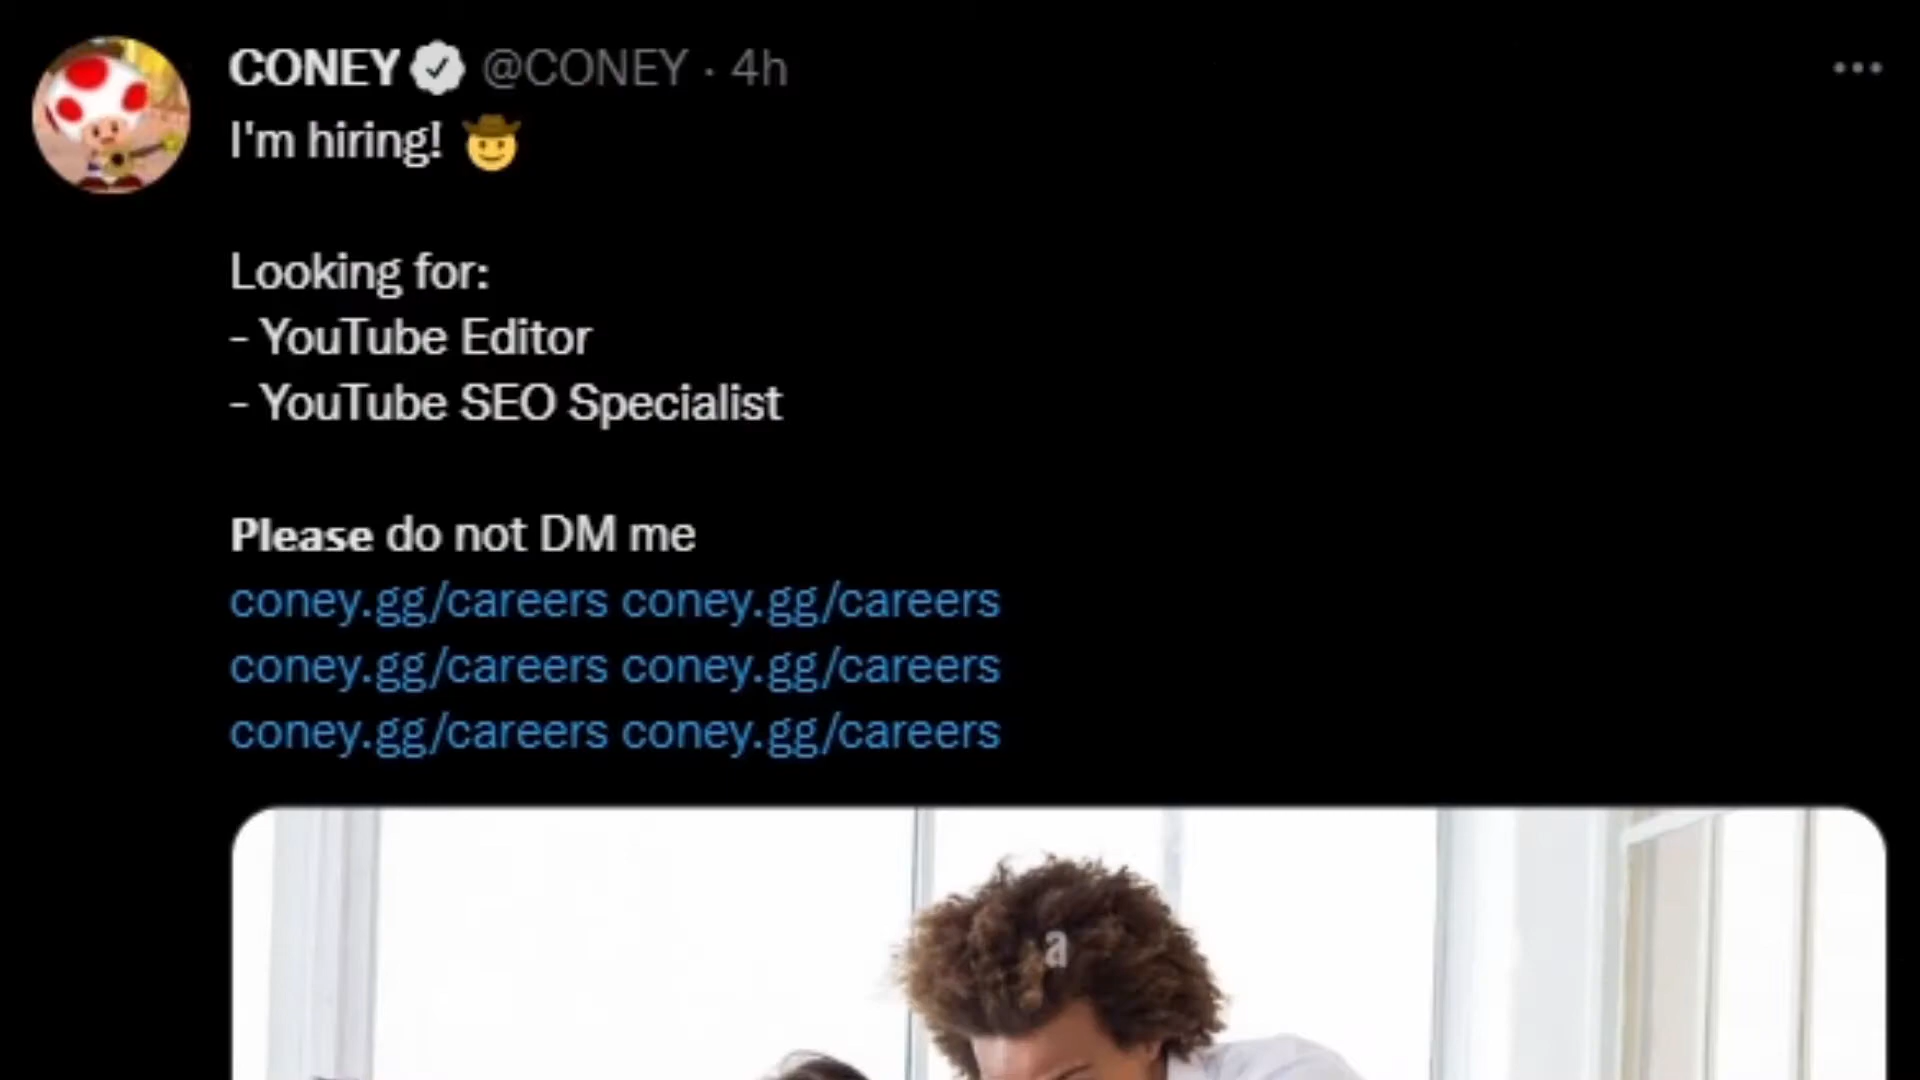 CONEY @CONEY · 4h
I'm hiring! 🤠
Looking for:
- YouTube Editor
- YouTube SEO Specialist
Please do not DM me
coney.gg/careers coney.gg/careers
coney.gg/careers coney.gg/careers
coney.gg/careers coney.gg/careers
a